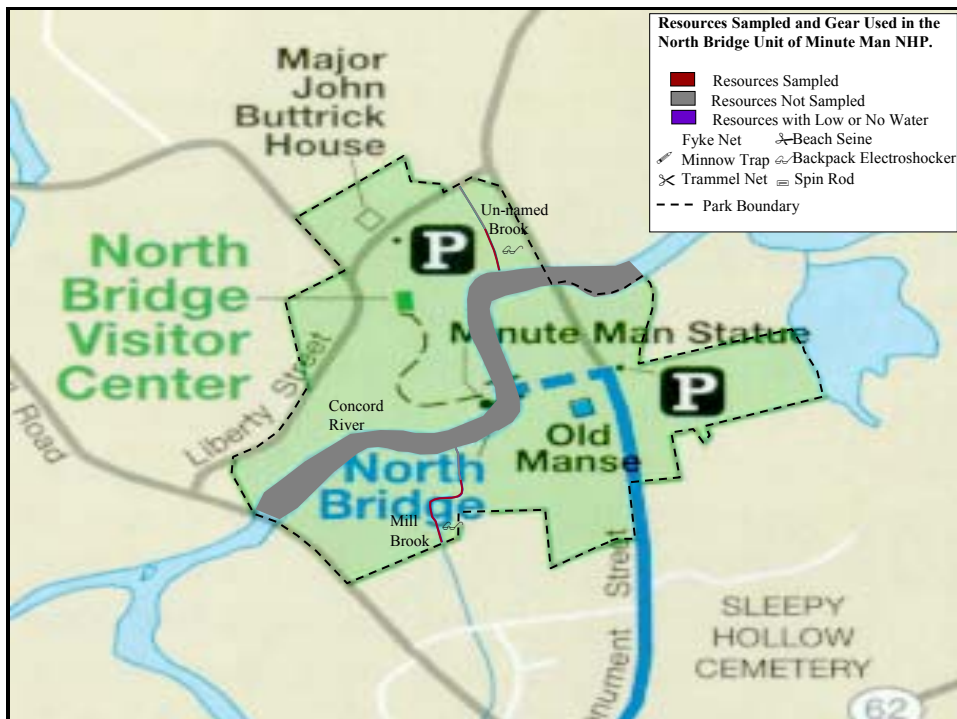 Resources Sampled and Gear Used in the
North Bridge Unit of Minute Man NHP.
Resources Sampled
Resources Not Sampled
Resources with Low or No Water
Fyke Net Beach Seine
Minnow Trap Backpack Electroshocker
Trammel Net Spin Rod
Park Boundary
Major
John
Buttrick
House
Un-named
Brook
P
North
Bridge
Visitor
Center
Minute Man Statue
P
Liberty Street
Road
Concord
River
Old
Manse
North
Bridge
Mill
Brook
Street
SLEEPY
HOLLOW
CEMETERY
62